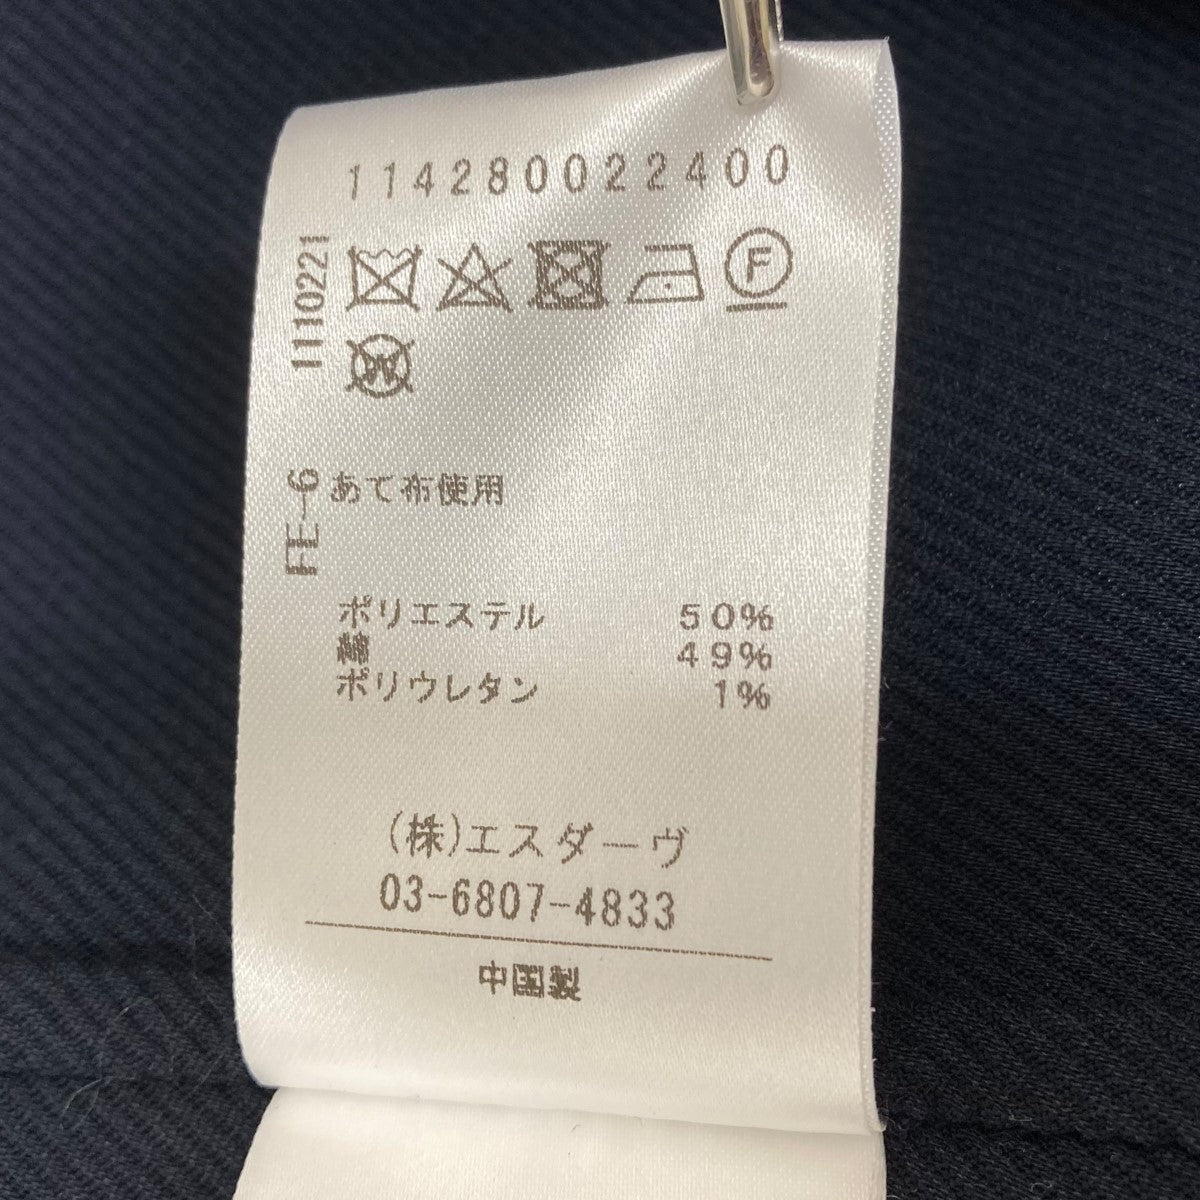 114280022400
1110221
F
W
FE-6
あて布使用
ポリエステル 50%
綿 49%
ポリウレタン 1%
(株)エスダーヴ
03-6807-4833
中国製